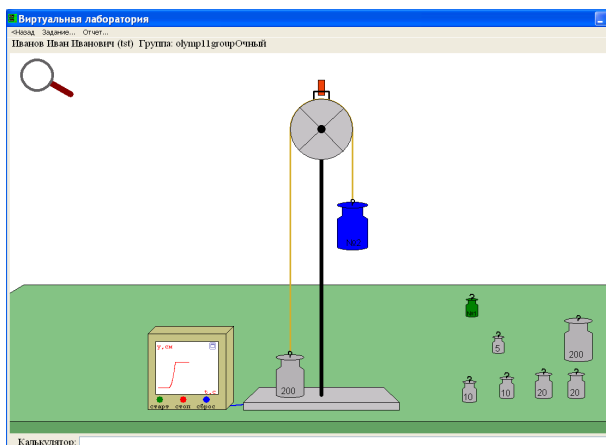 Виртуальная лаборатория
<Назад Задание... Отчет...
Иванов Иван Иванович (tst) Группа: olymp11groupОчный
y,см
t,с
старт стоп сброс
200
5
200
10
10
20
20
Калькулятор: